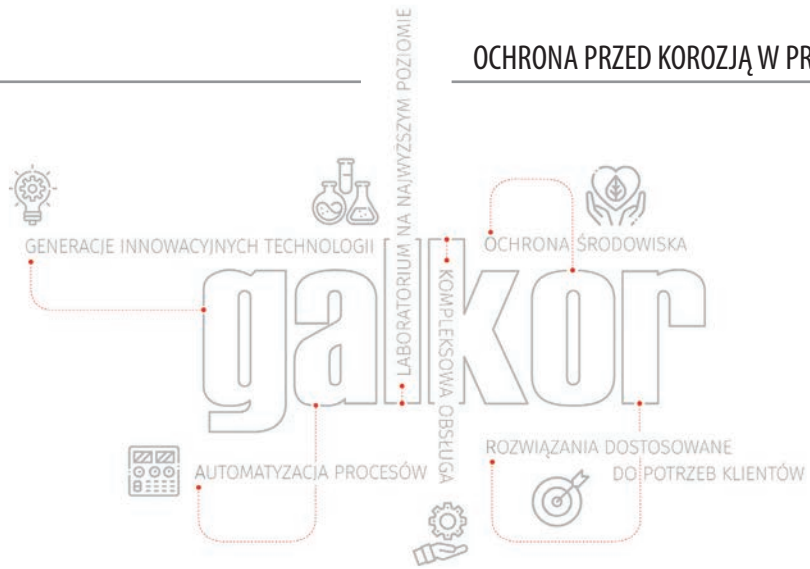 OCHRONA PRZED KOROZJĄ W PR
LABORATORIUM NA NAJWYŻSZYM POZIOMIE
GENERACJE INNOWACYJNYCH TECHNOLOGII
OCHRONA ŚRODOWISKA
galkor
KOMPLEKSOWA OBSŁUGA
AUTOMATYZACJA PROCESÓW
ROZWIĄZANIA DOSTOSOWANE
DO POTRZEB KLIENTÓW